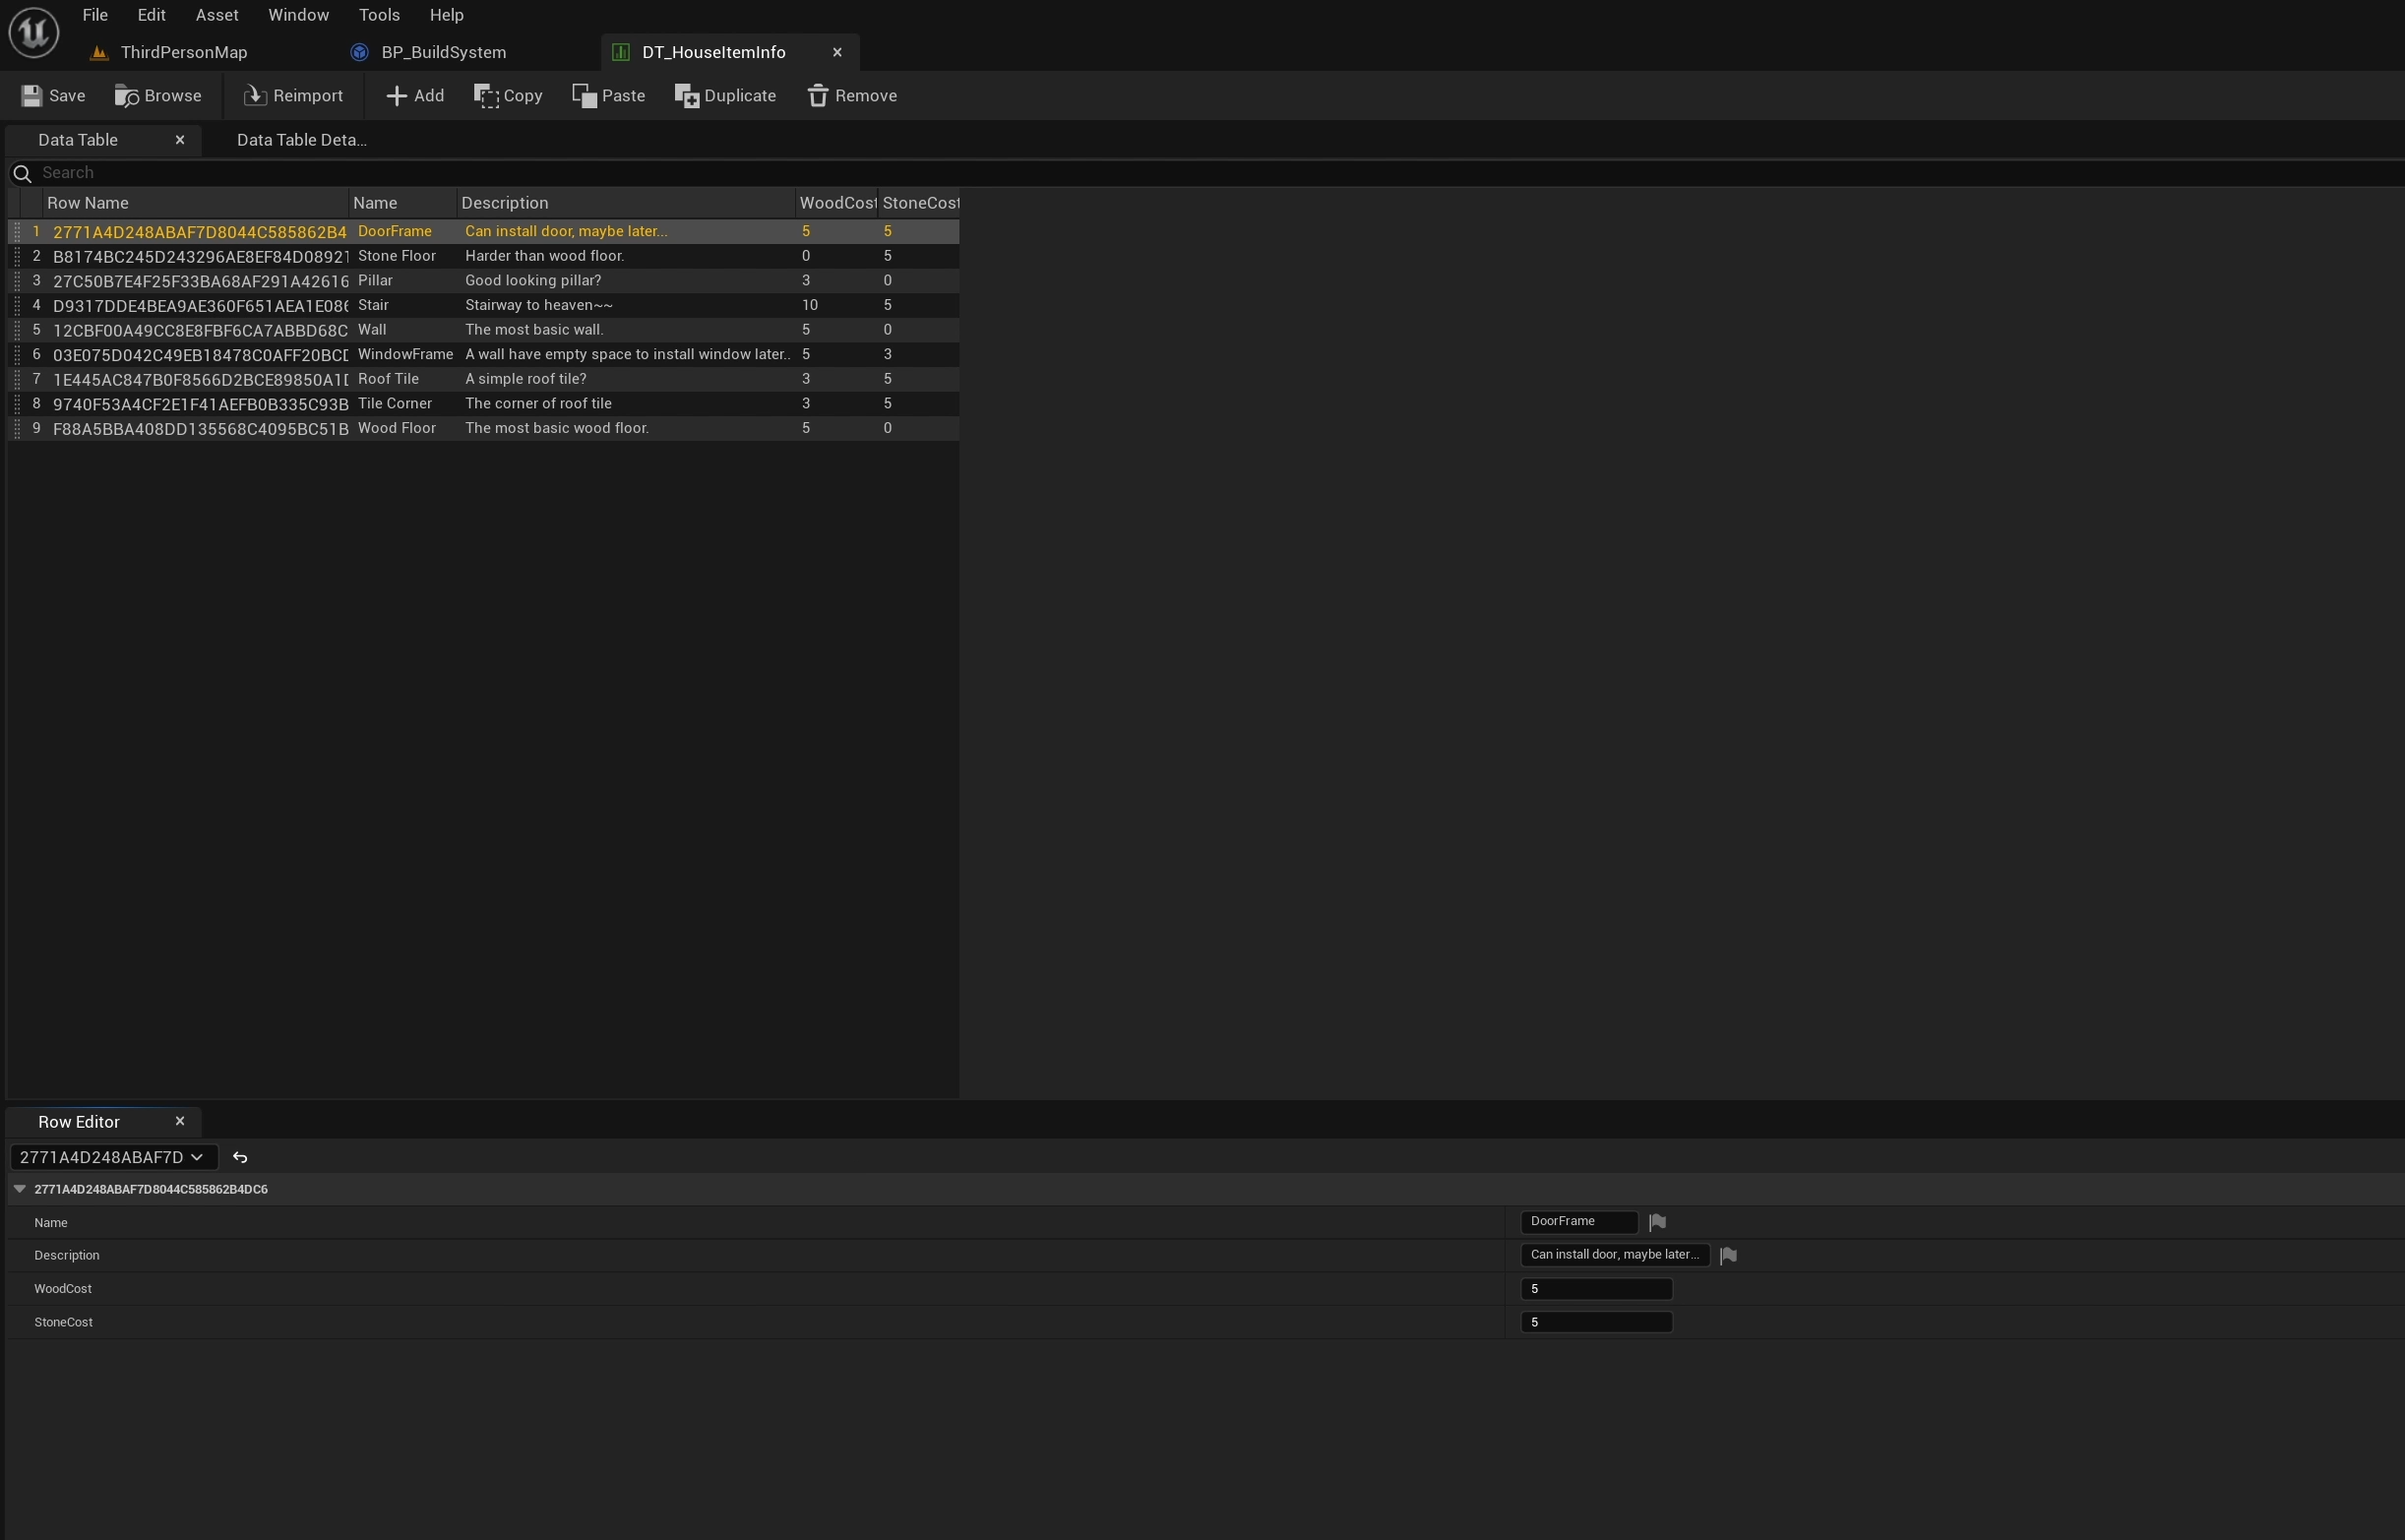 File Edit Asset Window Tools Help
ThirdPersonMap BP_BuildSystem DT_HouseItemInfo
Save Browse Reimport Add Copy Paste Duplicate Remove
Data Table Data Table Deta...
Search
Row Name Name Description WoodCost StoneCost
1 2771A4D248ABAF7D8044C585862B4 DoorFrame Can install door, maybe later... 5 5
2 B8174BC245D243296AE8EF84D08921 Stone Floor Harder than wood floor. 0 5
3 27C50B7E4F25F33BA68AF291A42616 Pillar Good looking pillar? 3 0
4 D9317DDE4BEA9AE360F651AEA1E086 Stair Stairway to heaven~~ 10 5
5 12CBF00A49CC8E8FBF6CA7ABBD68C Wall The most basic wall. 5 0
6 03E075D042C49EB18478C0AFF20BCD WindowFrame A wall have empty space to install window later.. 5 3
7 1E445AC847B0F8566D2BCE89850A1D Roof Tile A simple roof tile? 3 5
8 9740F53A4CF2E1F41AEFB0B335C93B Tile Corner The corner of roof tile 3 5
9 F88A5BBA408DD135568C4095BC51B Wood Floor The most basic wood floor. 5 0
Row Editor
2771A4D248ABAF7D
2771A4D248ABAF7D8044C585862B4DC6
Name DoorFrame
Description Can install door, maybe later...
WoodCost 5
StoneCost 5